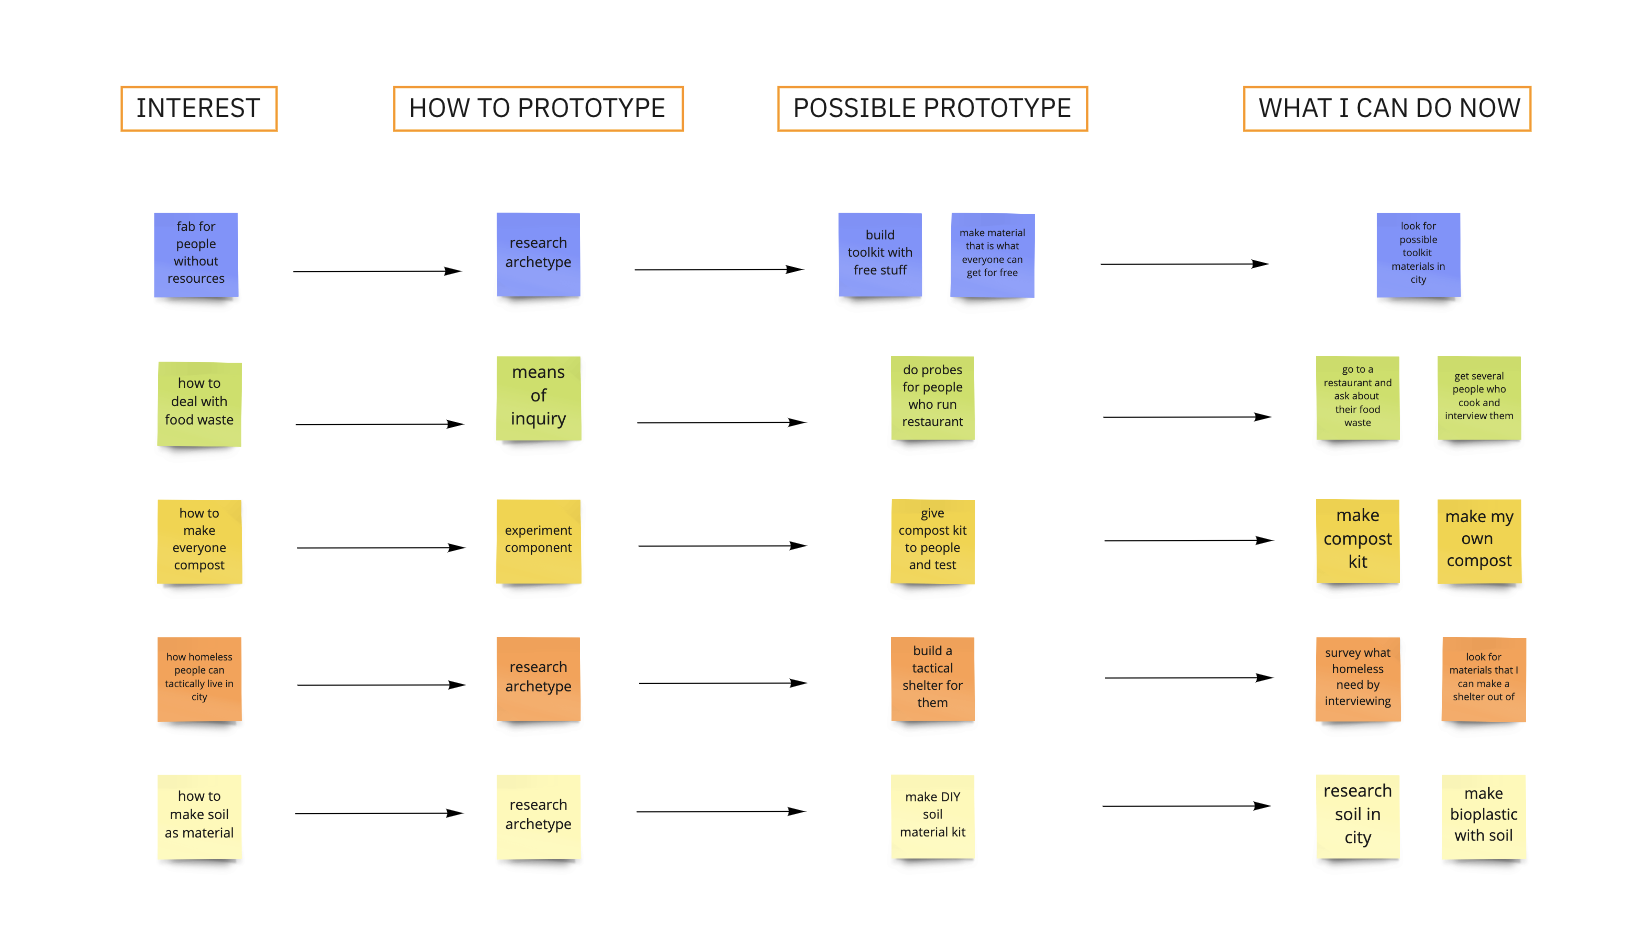 INTEREST
HOW TO PROTOTYPE
POSSIBLE PROTOTYPE
WHAT I CAN DO NOW
fab for
people
without
resources
research
archetype
build
toolkit with
free stuff
make material
that is what
everyone can
get for free
look for
possible
toolkit
materials in
city
how to
deal with
food waste
means
of
inquiry
do probes
for people
who run
restaurant
go to a
restaurant and
ask about
their food
waste
get several
people who
cook and
interview them
how to
make
everyone
compost
experiment
component
give
compost kit
to people
and test
make
compost
kit
make my
own
compost
how homeless
people can
tactically live in
city
research
archetype
build a
tactical
shelter for
them
survey what
homeless
need by
interviewing
look for
materials that I
can make a
shelter out of
how to
make soil
as material
research
archetype
make DIY
soil
material kit
research
soil in
city
make
bioplastic
with soil